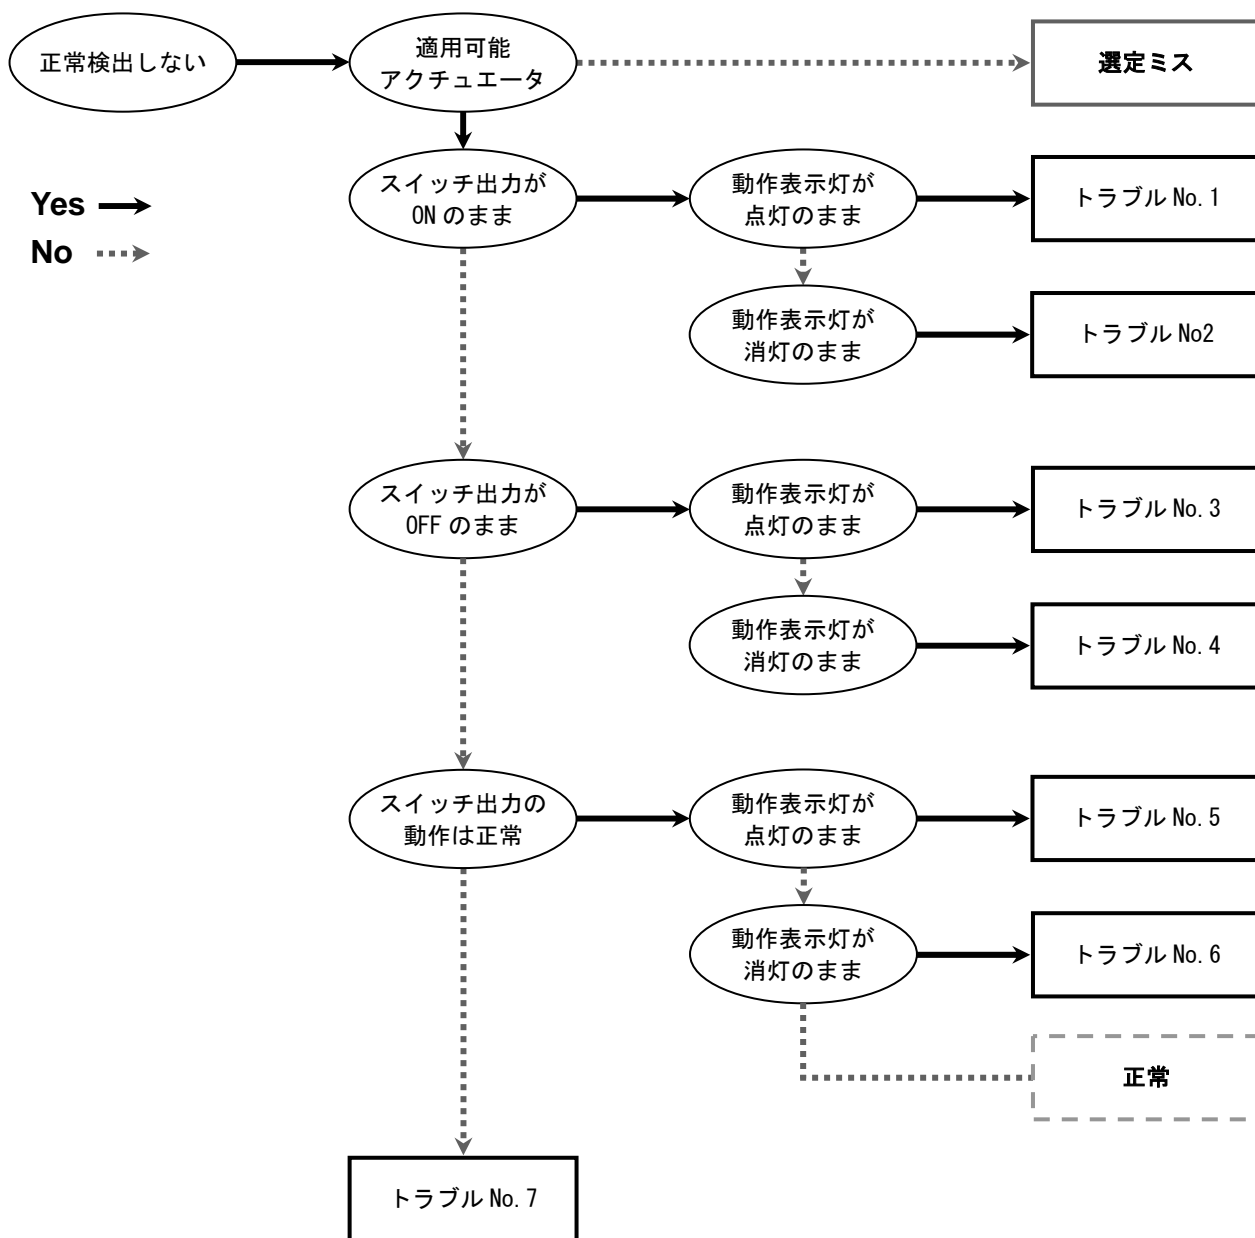 正常検出しない
適用可能
アクチュエータ
選定ミス
Yes
No
スイッチ出力が
ON のまま
動作表示灯が
点灯のまま
トラブル No. 1
動作表示灯が
消灯のまま
トラブル No2
スイッチ出力が
OFF のまま
動作表示灯が
点灯のまま
トラブル No. 3
動作表示灯が
消灯のまま
トラブル No. 4
スイッチ出力の
動作は正常
動作表示灯が
点灯のまま
トラブル No. 5
動作表示灯が
消灯のまま
トラブル No. 6
正常
トラブル No. 7